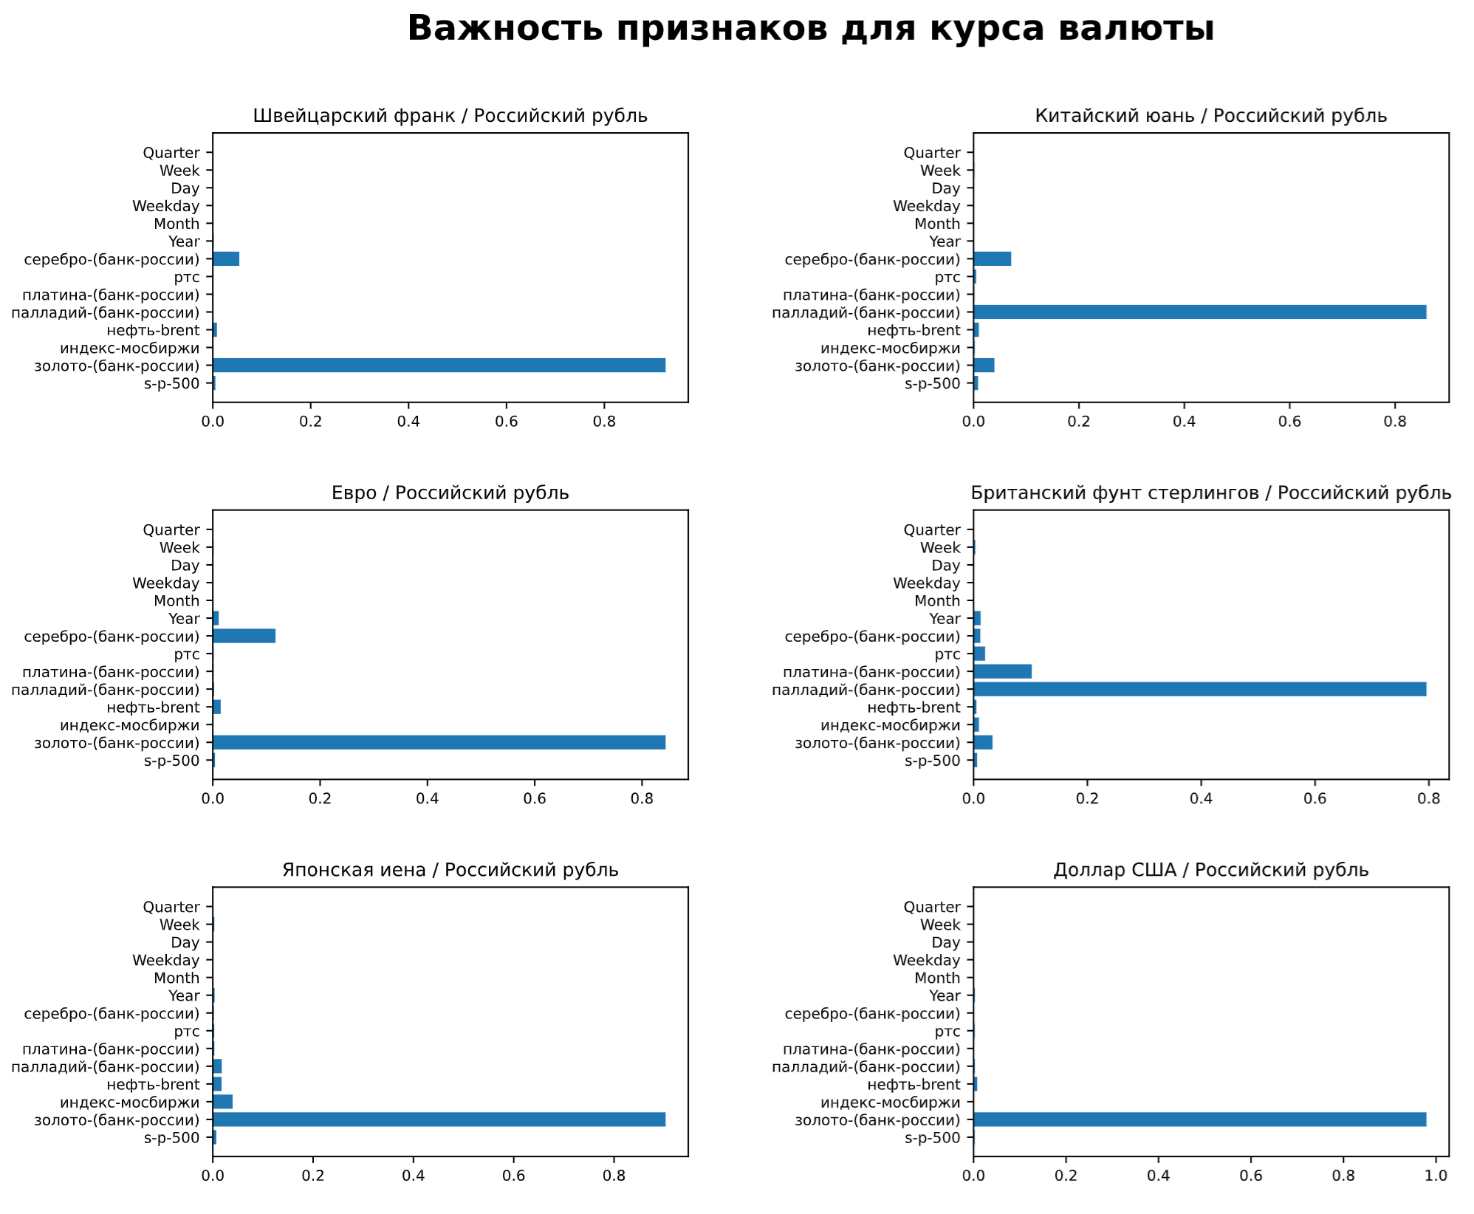 Важность признаков для курса валюты
Швейцарский франк / Российский рубль
Quarter
Week
Day
Weekday
Month
Year
серебро-(банк-россии)
ртс
платина-(банк-россии)
палладий-(банк-россии)
нефть-brent
индекс-мосбиржи
золото-(банк-россии)
s-p-500
0.0 0.2 0.4 0.6 0.8
Китайский юань / Российский рубль
Quarter
Week
Day
Weekday
Month
Year
серебро-(банк-россии)
ртс
платина-(банк-россии)
палладий-(банк-россии)
нефть-brent
индекс-мосбиржи
золото-(банк-россии)
s-p-500
0.0 0.2 0.4 0.6 0.8
Евро / Российский рубль
Quarter
Week
Day
Weekday
Month
Year
серебро-(банк-россии)
ртс
платина-(банк-россии)
палладий-(банк-россии)
нефть-brent
индекс-мосбиржи
золото-(банк-россии)
s-p-500
0.0 0.2 0.4 0.6 0.8
Британский фунт стерлингов / Российский рубль
Quarter
Week
Day
Weekday
Month
Year
серебро-(банк-россии)
ртс
платина-(банк-россии)
палладий-(банк-россии)
нефть-brent
индекс-мосбиржи
золото-(банк-россии)
s-p-500
0.0 0.2 0.4 0.6 0.8
Японская иена / Российский рубль
Quarter
Week
Day
Weekday
Month
Year
серебро-(банк-россии)
ртс
платина-(банк-россии)
палладий-(банк-россии)
нефть-brent
индекс-мосбиржи
золото-(банк-россии)
s-p-500
0.0 0.2 0.4 0.6 0.8
Доллар США / Российский рубль
Quarter
Week
Day
Weekday
Month
Year
серебро-(банк-россии)
ртс
платина-(банк-россии)
палладий-(банк-россии)
нефть-brent
индекс-мосбиржи
золото-(банк-россии)
s-p-500
0.0 0.2 0.4 0.6 0.8 1.0